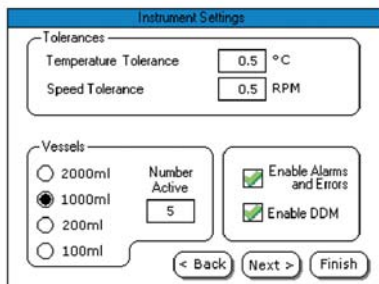 Instrument Settings
Tolerances
Temperature Tolerance 0.5 °C
Speed Tolerance 0.5 RPM
Vessels
2000ml
1000ml
200ml
100ml
Number
Active
5
Enable Alarms
and Errors
Enable DDM
< Back Next > Finish